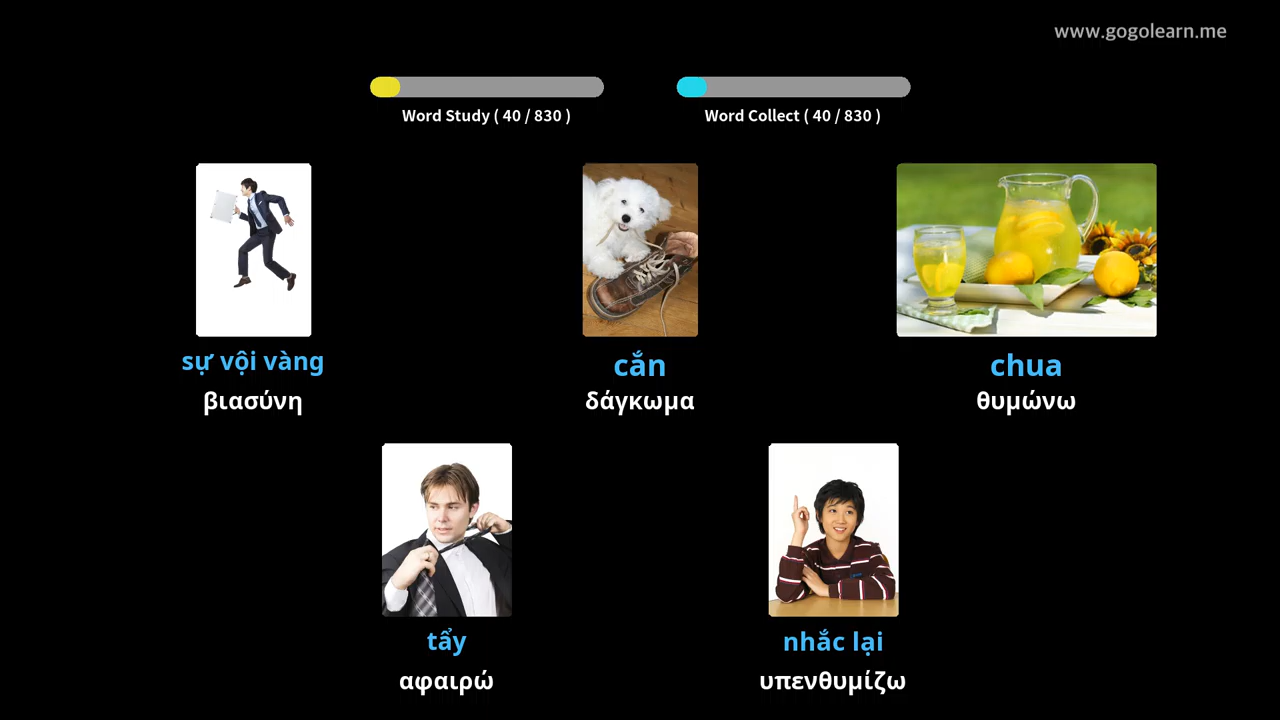 www.gogolearn.me
Word Study ( 40 / 830 )
Word Collect ( 40 / 830 )
sự vội vàng
βιασύνη
cắn
δάγκωμα
chua
θυμώνω
tẩy
αφαιρώ
nhắc lại
υπενθυμίζω